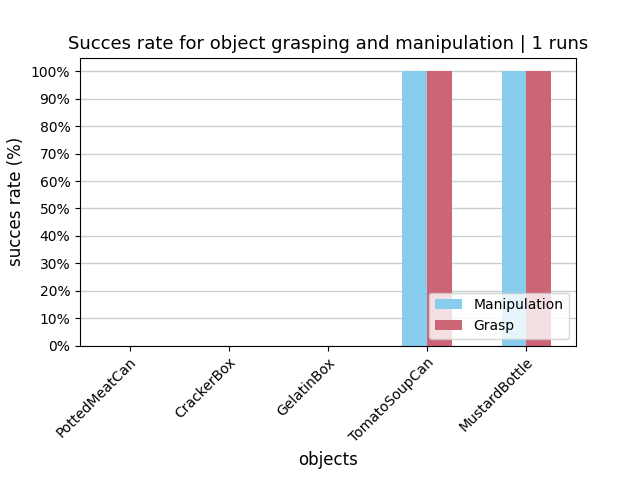 Succes rate for object grasping and manipulation | 1 runs
100%
90%
80%
70%
60%
50%
40%
30%
20%
10%
0%
succes rate (%)
Manipulation
Grasp
PottedMeatCan
CrackerBox
GelatinBox
TomatoSoupCan
MustardBottle
objects